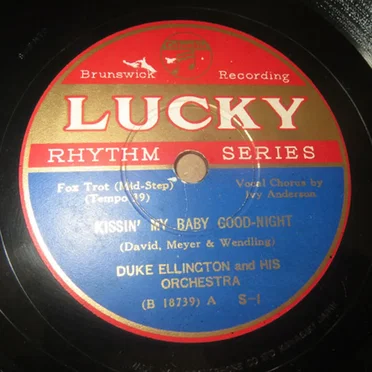 Brunswick Recording
LUCKY
RHYTHM SERIES
Fox Trot (Mid-Step) Vocal Chorus by
(Tempo 39) Ivy Anderson.
KISSIN' MY BABY GOOD-NIGHT
(David, Meyer & Wendling)
DUKE ELLINGTON and HIS
ORCHESTRA
(B 18739) A S-1